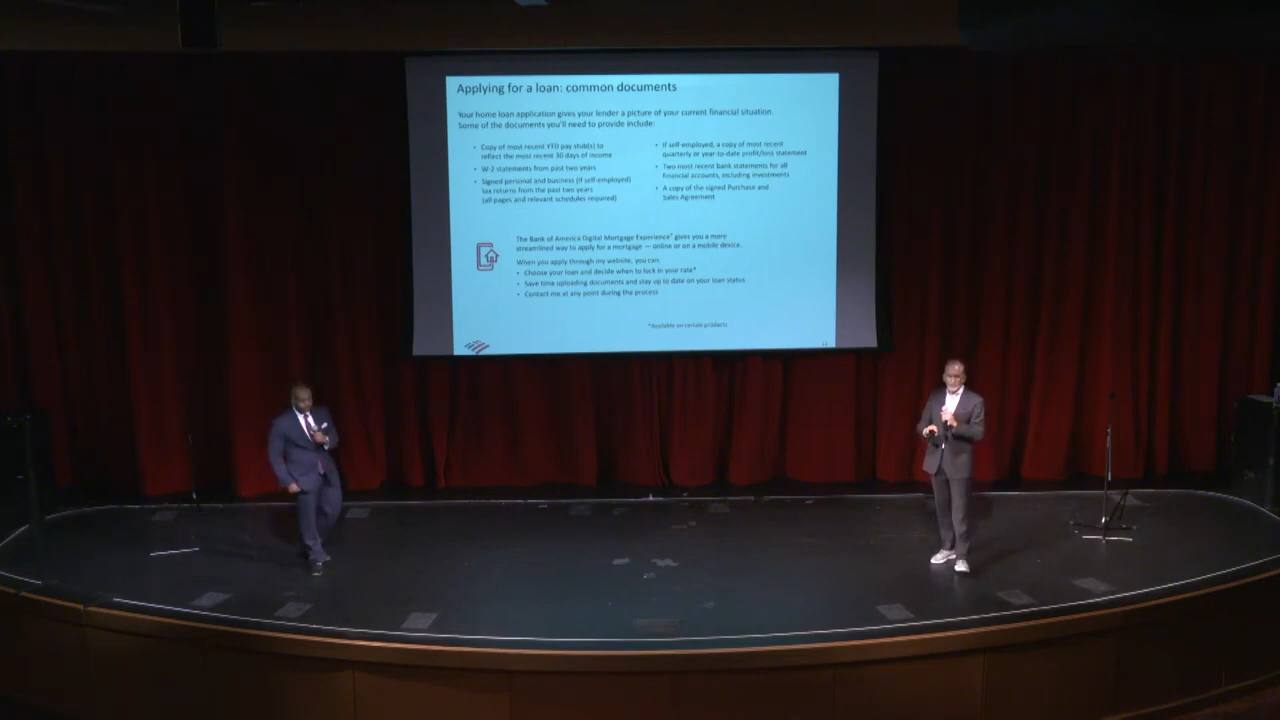 Applying for a loan: common documents
Your home loan application gives your lender a picture of your current financial situation.
Some of the documents you'll need to provide include:
• Copy of most recent YTD pay stub(s) to
reflect the most recent 30 days of income
• W-2 statements from past two years
• Signed personal and business (if self-employed)
tax returns from the past two years
(all pages and relevant schedules required)
• If self-employed, a copy of most recent
quarterly or year-to-date profit/loss statement
• Two most recent bank statements for all
financial accounts, including investments
• A copy of the signed Purchase and
Sales Agreement
The Bank of America Digital Mortgage Experience® gives you a more
streamlined way to apply for a mortgage — online or on a mobile device.
When you apply through my website, you can:
• Choose your loan and decide when to lock in your rate*
• Save time uploading documents and stay up to date on your loan status
• Contact me at any point during the process
*Available on certain products